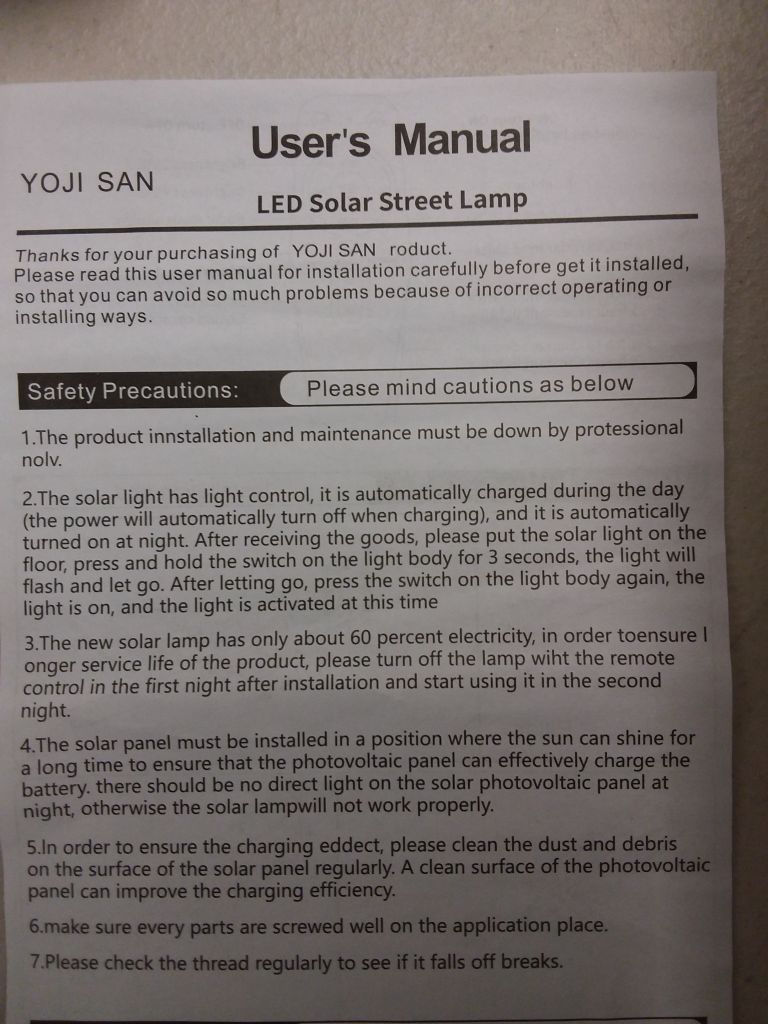 User's Manual
YOJI SAN
LED Solar Street Lamp
Thanks for your purchasing of YOJI SAN roduct.
Please read this user manual for installation carefully before get it installed,
so that you can avoid so much problems because of incorrect operating or
installing ways.
Safety Precautions: Please mind cautions as below
1.The product innstallation and maintenance must be down by protessional
nolv.
2.The solar light has light control, it is automatically charged during the day
(the power will automatically turn off when charging), and it is automatically
turned on at night. After receiving the goods, please put the solar light on the
floor, press and hold the switch on the light body for 3 seconds, the light will
flash and let go. After letting go, press the switch on the light body again, the
light is on, and the light is activated at this time
3.The new solar lamp has only about 60 percent electricity, in order toensure l
onger service life of the product, please turn off the lamp wiht the remote
control in the first night after installation and start using it in the second
night.
4.The solar panel must be installed in a position where the sun can shine for
a long time to ensure that the photovoltaic panel can effectively charge the
battery. there should be no direct light on the solar photovoltaic panel at
night, otherwise the solar lampwill not work properly.
5.In order to ensure the charging eddect, please clean the dust and debris
on the surface of the solar panel regularly. A clean surface of the photovoltaic
panel can improve the charging efficiency.
6.make sure every parts are screwed well on the application place.
7.Please check the thread regularly to see if it falls off breaks.